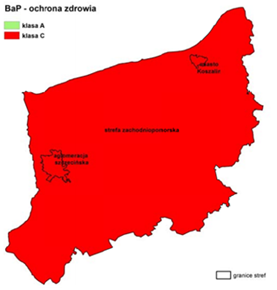 BaP - ochrona zdrowia
klasa A
klasa C
miasto
Koszalin
strefa zachodniopomorska
aglomeracja
szczecińska
granice stref